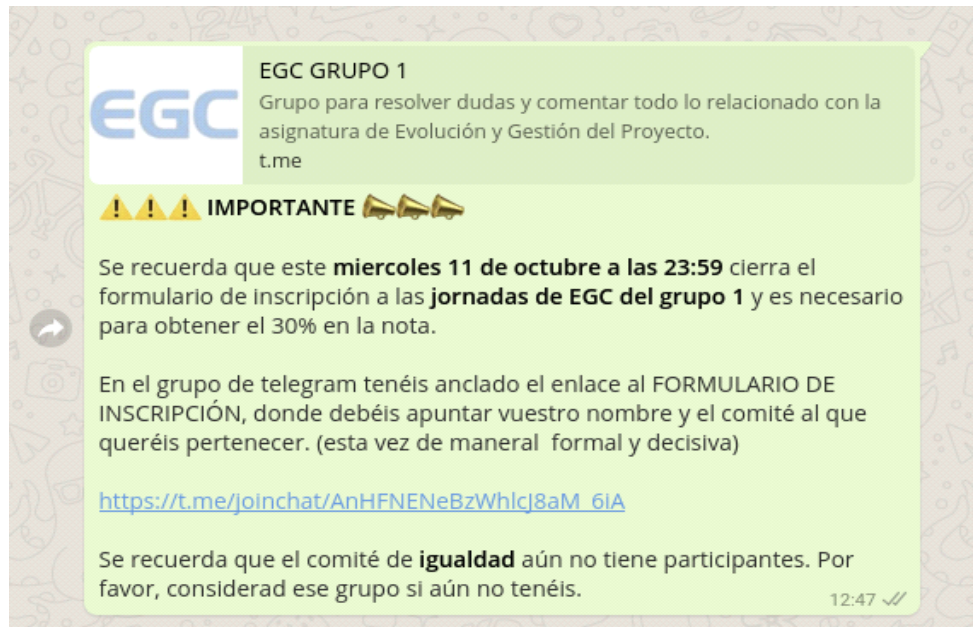 EGC
EGC GRUPO 1
Grupo para resolver dudas y comentar todo lo relacionado con la
asignatura de Evolución y Gestión del Proyecto.
t.me
IMPORTANTE
Se recuerda que este miercoles 11 de octubre a las 23:59 cierra el
formulario de inscripción a las jornadas de EGC del grupo 1 y es necesario
para obtener el 30% en la nota.
En el grupo de telegram tenéis anclado el enlace al FORMULARIO DE
INSCRIPCIÓN, donde debéis apuntar vuestro nombre y el comité al que
queréis pertenecer. (esta vez de maneral  formal y decisiva)
https://t.me/joinchat/AnHFNENeBzWhlcJ8aM_6iA
Se recuerda que el comité de igualdad aún no tiene participantes. Por
favor, considerad ese grupo si aún no tenéis.
12:47